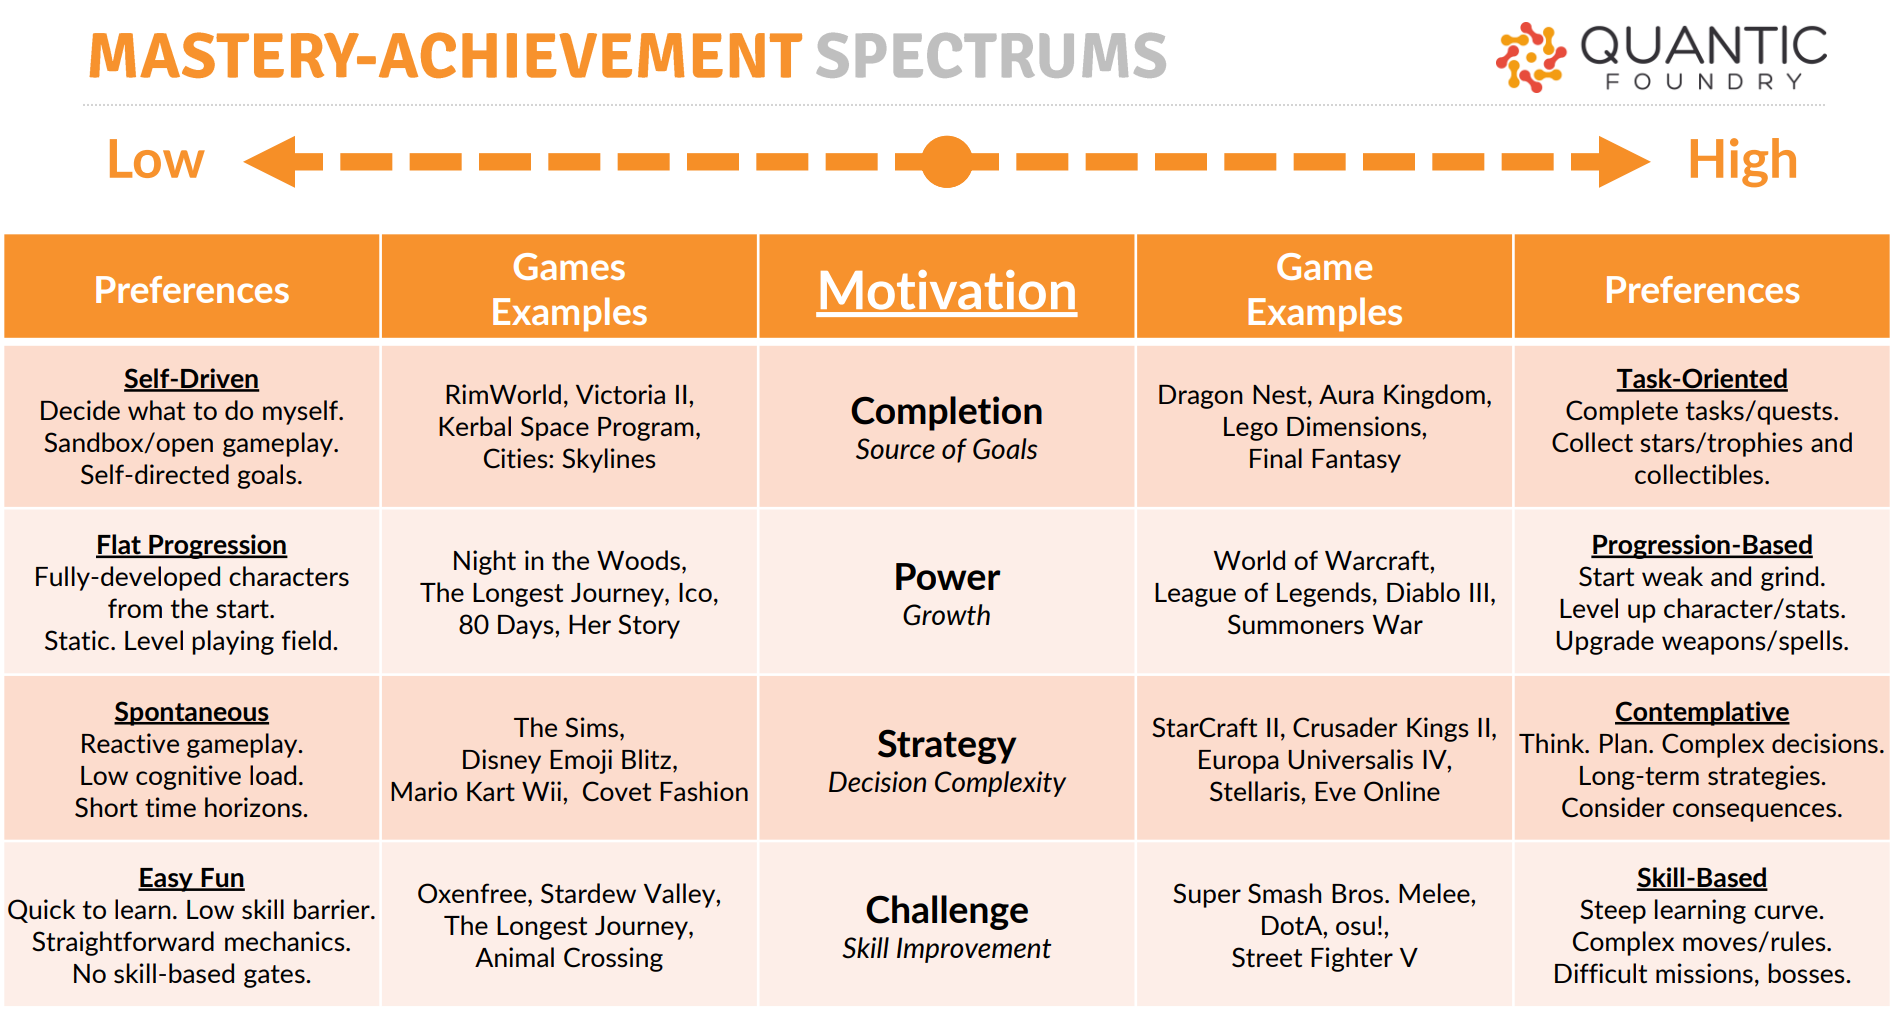 MASTERY-ACHIEVEMENT SPECTRUMS
QUANTIC
FOUNDRY
Low
High
Preferences
Games
Examples
Motivation
Game
Examples
Preferences
Self-Driven
Decide what to do myself.
Sandbox/open gameplay.
Self-directed goals.
RimWorld, Victoria II,
Kerbal Space Program,
Cities: Skylines
Completion
Source of Goals
Dragon Nest, Aura Kingdom,
Lego Dimensions,
Final Fantasy
Task-Oriented
Complete tasks/quests.
Collect stars/trophies and
collectibles.
Flat Progression
Fully-developed characters
from the start.
Static. Level playing field.
Night in the Woods,
The Longest Journey, Ico,
80 Days, Her Story
Power
Growth
World of Warcraft,
League of Legends, Diablo III,
Summoners War
Progression-Based
Start weak and grind.
Level up character/stats.
Upgrade weapons/spells.
Spontaneous
Reactive gameplay.
Low cognitive load.
Short time horizons.
The Sims,
Disney Emoji Blitz,
Mario Kart Wii, Covet Fashion
Strategy
Decision Complexity
StarCraft II, Crusader Kings II,
Europa Universalis IV,
Stellaris, Eve Online
Contemplative
Think. Plan. Complex decisions.
Long-term strategies.
Consider consequences.
Easy Fun
Quick to learn. Low skill barrier.
Straightforward mechanics.
No skill-based gates.
Oxenfree, Stardew Valley,
The Longest Journey,
Animal Crossing
Challenge
Skill Improvement
Super Smash Bros. Melee,
DotA, osu!,
Street Fighter V
Skill-Based
Steep learning curve.
Complex moves/rules.
Difficult missions, bosses.